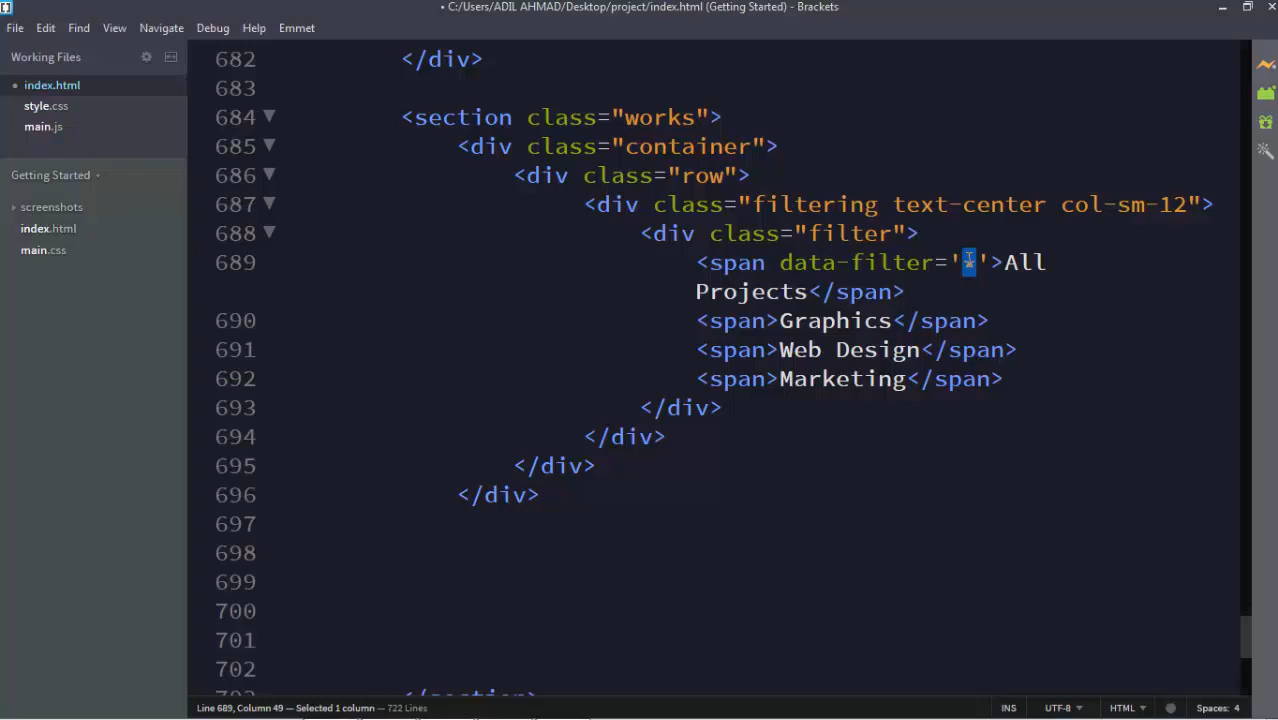 • C:/Users/ADIL AHMAD/Desktop/project/index.html (Getting Started) - Brackets
File Edit Find View Navigate Debug Help Emmet
Working Files
• index.html
style.css
main.js
Getting Started
screenshots
index.html
main.css
682 </div>
683
684 <section class="works">
685 <div class="container">
686 <div class="row">
687 <div class="filtering text-center col-sm-12">
688 <div class="filter">
689 <span data-filter='*'>All
Projects</span>
690 <span>Graphics</span>
691 <span>Web Design</span>
692 <span>Marketing</span>
693 </div>
694 </div>
695 </div>
696 </div>
697
698
699
700
701
702
703 </section>
Line 689, Column 49 — Selected 1 column — 722 Lines
INS UTF-8 HTML Spaces: 4